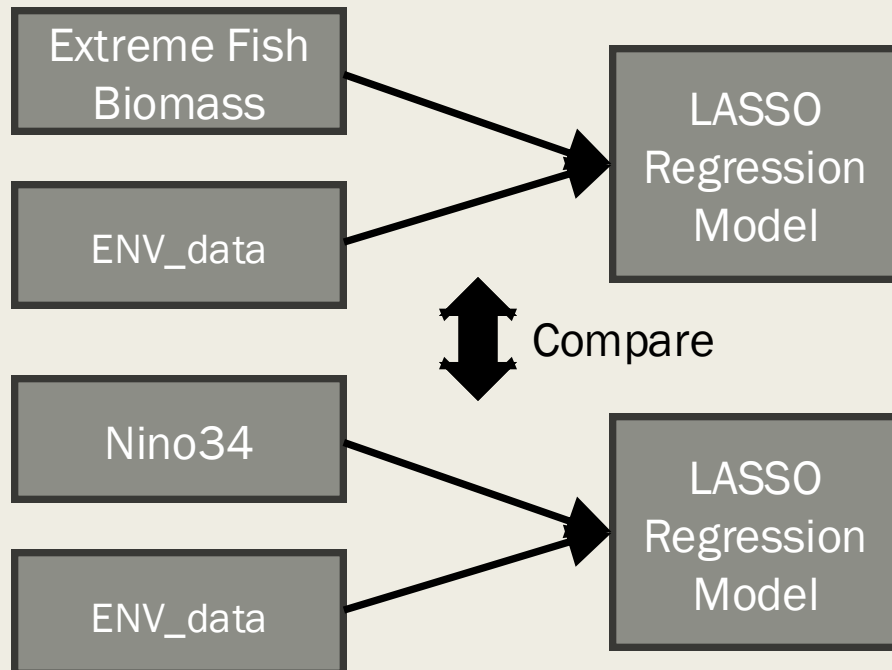 Extreme Fish
Biomass
ENV_data
LASSO
Regression
Model
Compare
Nino34
ENV_data
LASSO
Regression
Model